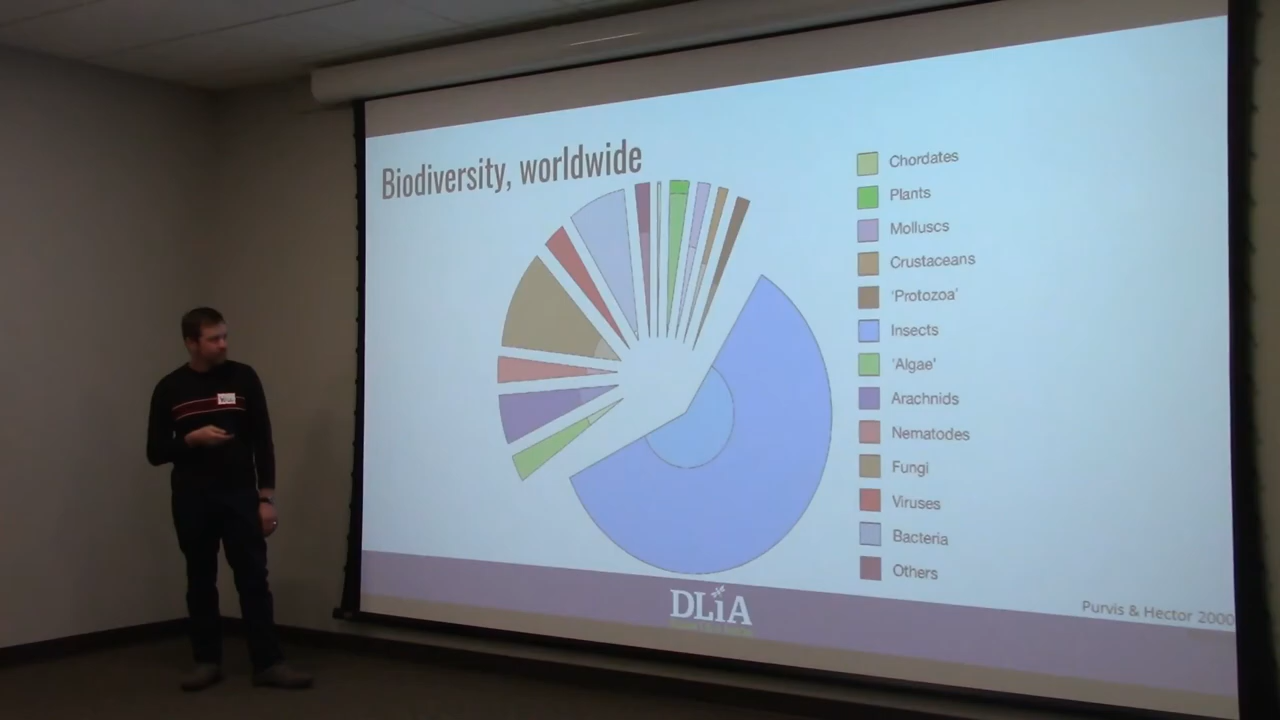 Biodiversity, worldwide
Chordates
Plants
Molluscs
Crustaceans
'Protozoa'
Insects
'Algae'
Arachnids
Nematodes
Fungi
Viruses
Bacteria
Others
DLiA
Purvis & Hector 2000